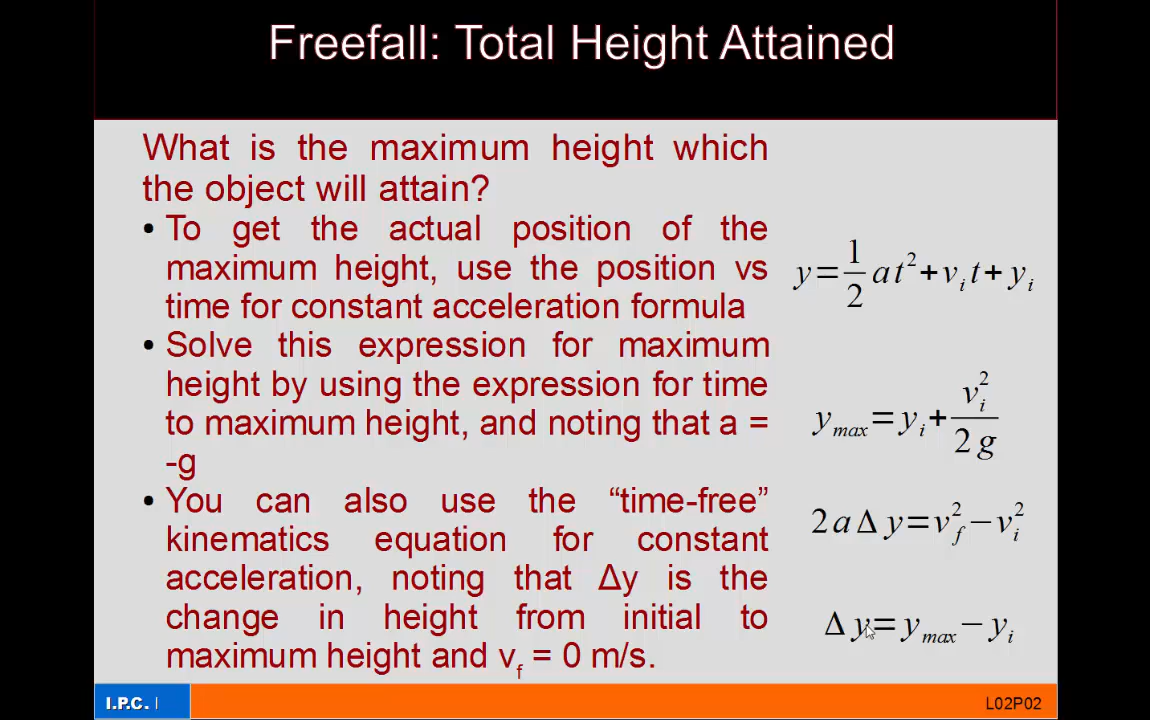 Freefall: Total Height Attained
What is the maximum height which
the object will attain?
• To get the actual position of the
maximum height, use the position vs
time for constant acceleration formula
y = 1/2 at² + vᵢt + yᵢ
• Solve this expression for maximum
height by using the expression for time
to maximum height, and noting that a =
-g
y_max = yᵢ + vᵢ²/2g
• You can also use the “time-free”
kinematics equation for constant
acceleration, noting that Δy is the
change in height from initial to
maximum height and v_f = 0 m/s.
2aΔy = v_f² − vᵢ²
Δy = y_max − yᵢ
I.P.C. |
L02P02